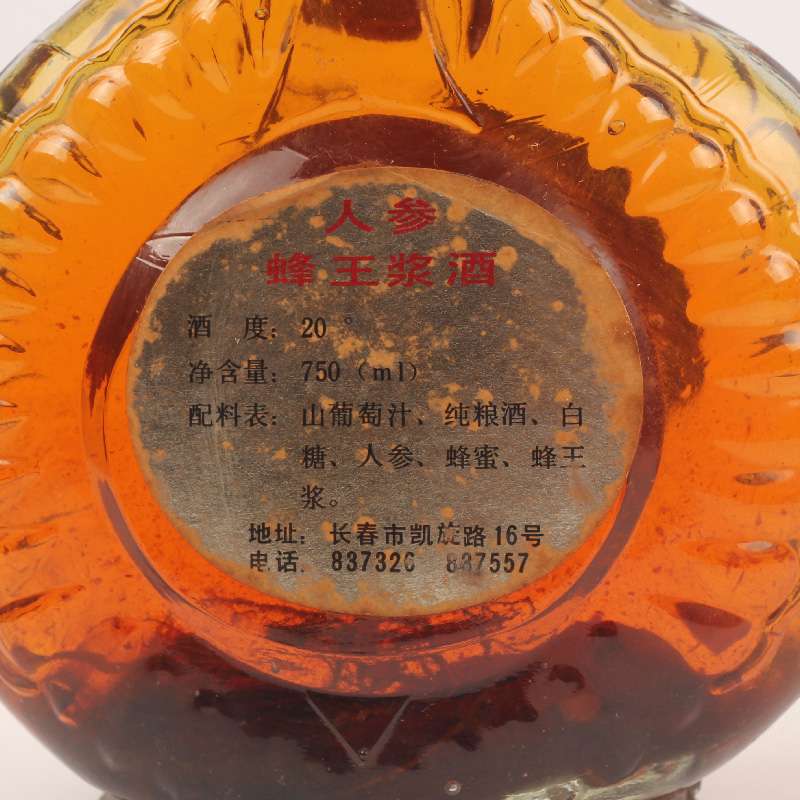 人参
蜂王浆酒
酒 度：20 °
净含量：750（ml）
配料表：山葡萄汁、纯粮酒、白
糖、人参、蜂蜜、蜂王
浆。
地址：长春市凯旋路16号
电话：837326 887557